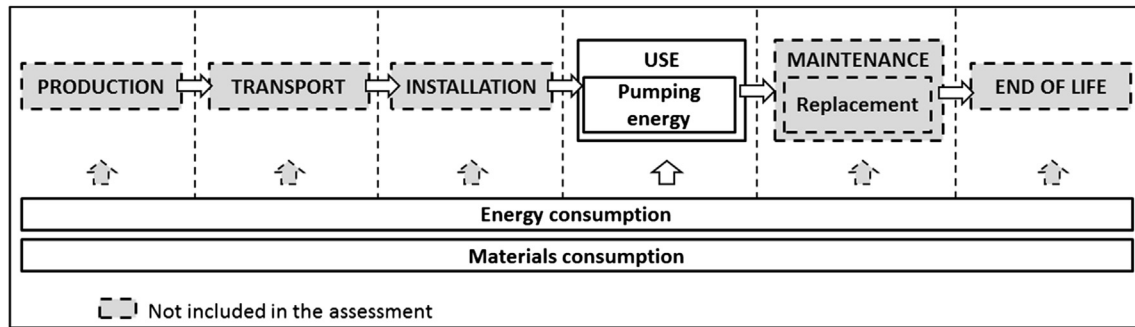 PRODUCTION
TRANSPORT
INSTALLATION
USE
Pumping
energy
MAINTENANCE
Replacement
END OF LIFE
Energy consumption
Materials consumption
Not included in the assessment